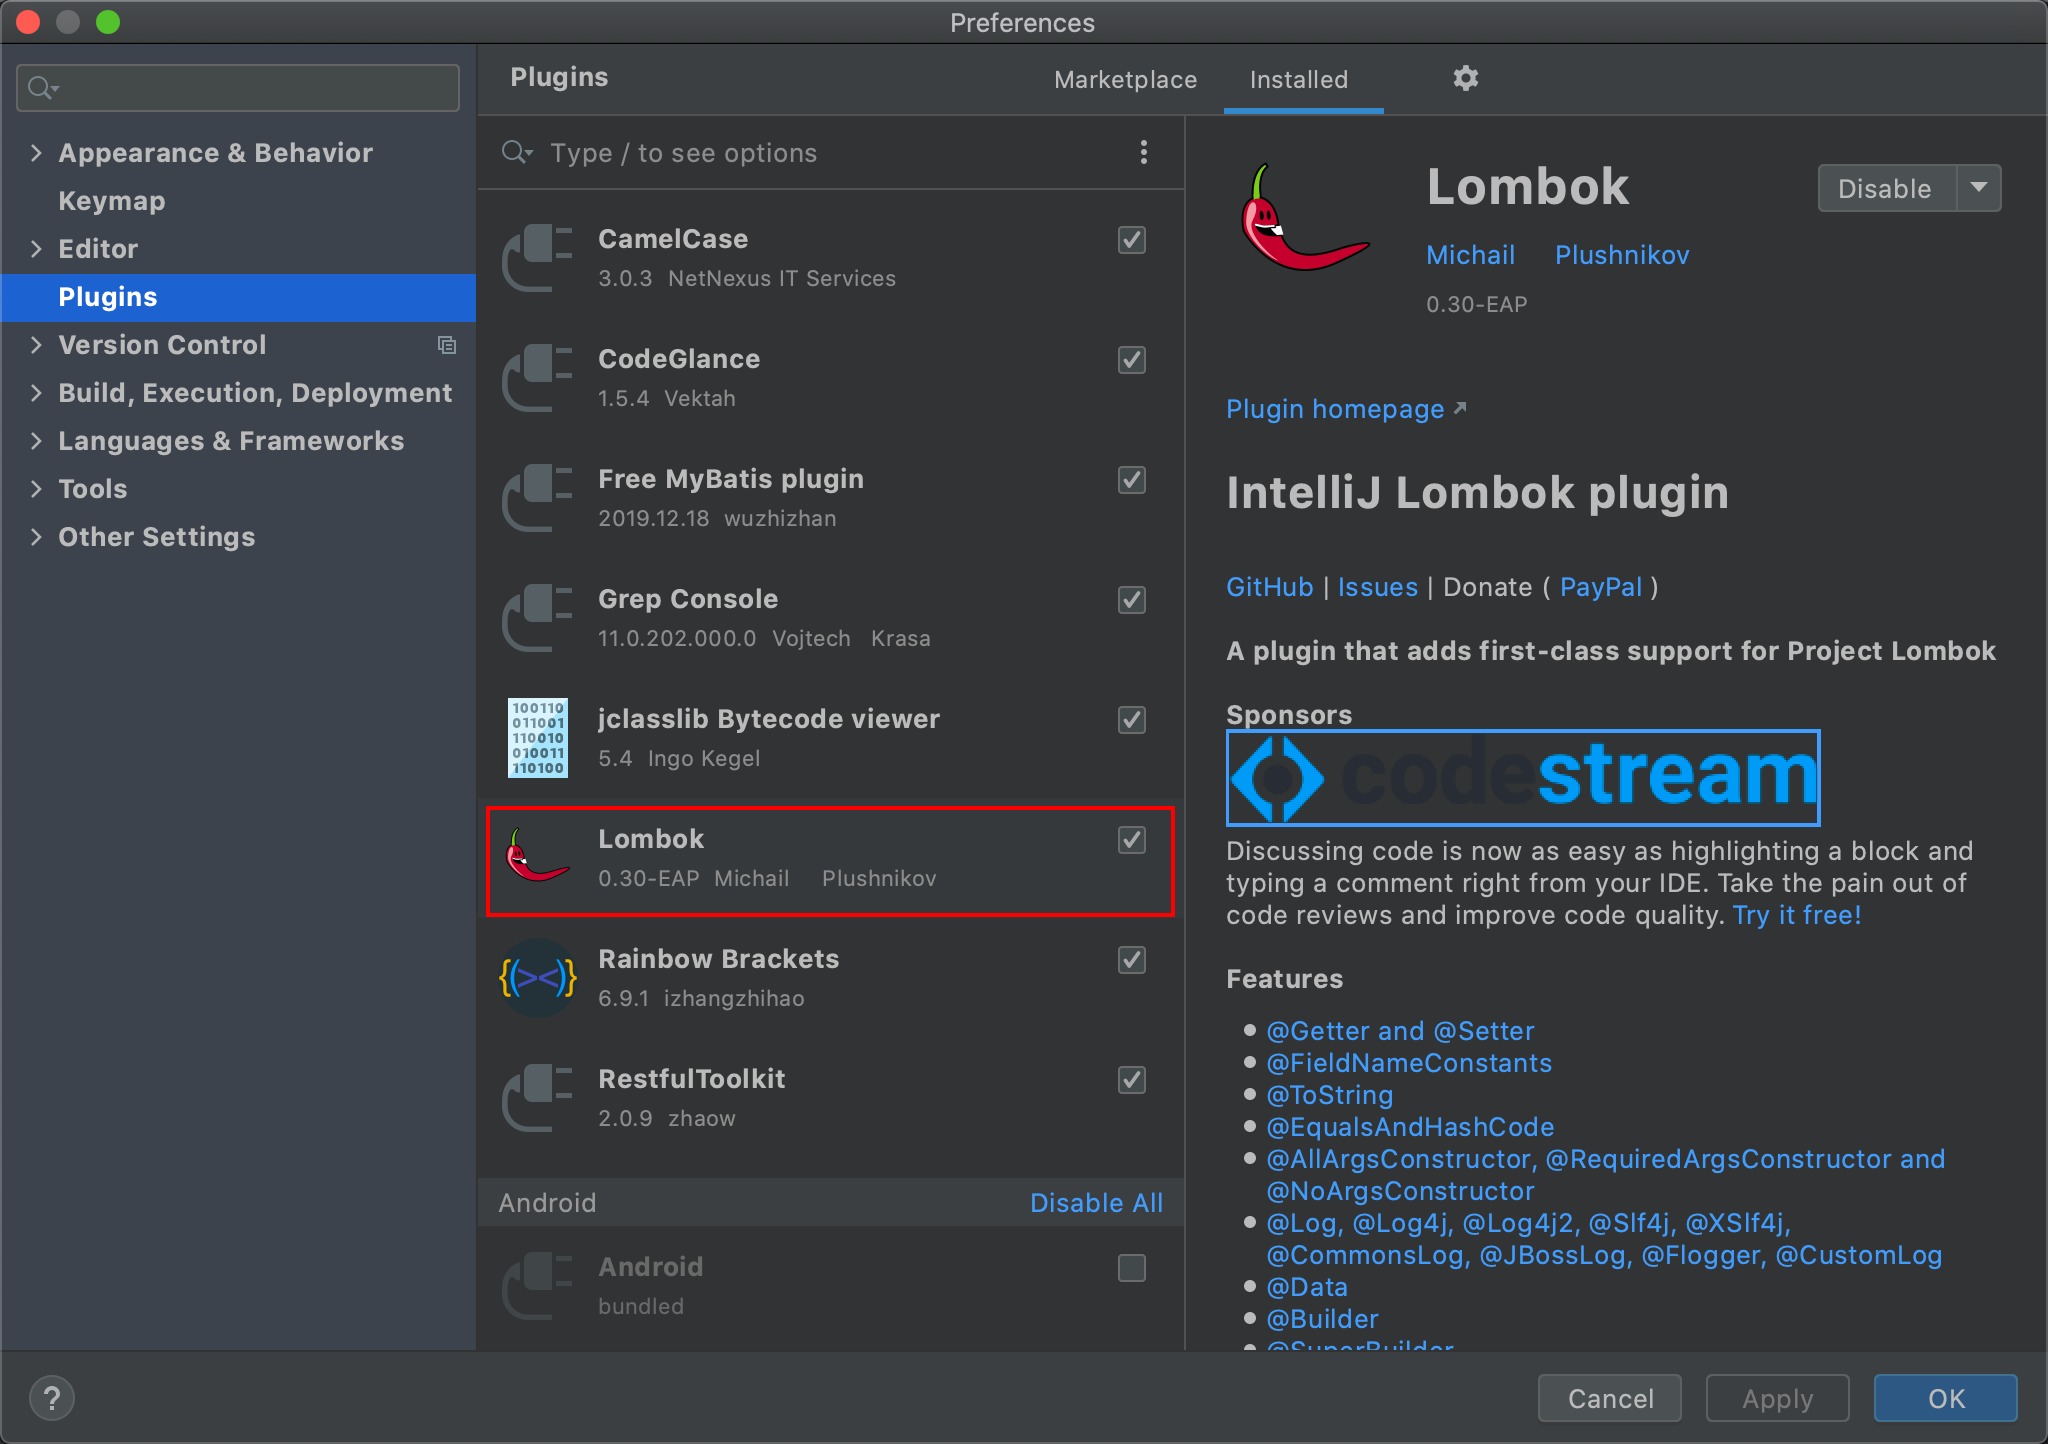 Preferences
Appearance & Behavior
Keymap
Editor
Plugins
Version Control
Build, Execution, Deployment
Languages & Frameworks
Tools
Other Settings
Plugins
Marketplace
Installed
Type / to see options
CamelCase
3.0.3 NetNexus IT Services
CodeGlance
1.5.4 Vektah
Free MyBatis plugin
2019.12.18 wuzhizhan
Grep Console
11.0.202.000.0 Vojtech Krasa
100110
011001
110010
010011
110100
jclasslib Bytecode viewer
5.4 Ingo Kegel
Lombok
0.30-EAP Michail Plushnikov
{(><)}
Rainbow Brackets
6.9.1 izhangzhihao
RestfulToolkit
2.0.9 zhaow
Android
Disable All
Android
bundled
Lombok
Disable
Michail Plushnikov
0.30-EAP
Plugin homepage
IntelliJ Lombok plugin
GitHub | Issues | Donate ( PayPal )
A plugin that adds first-class support for Project Lombok
Sponsors
codestream
Discussing code is now as easy as highlighting a block and
typing a comment right from your IDE. Take the pain out of
code reviews and improve code quality. Try it free!
Features
@Getter and @Setter
@FieldNameConstants
@ToString
@EqualsAndHashCode
@AllArgsConstructor, @RequiredArgsConstructor and
@NoArgsConstructor
@Log, @Log4j, @Log4j2, @Slf4j, @XSlf4j,
@CommonsLog, @JBossLog, @Flogger, @CustomLog
@Data
@Builder
@SuperBuilder
?
Cancel
Apply
OK